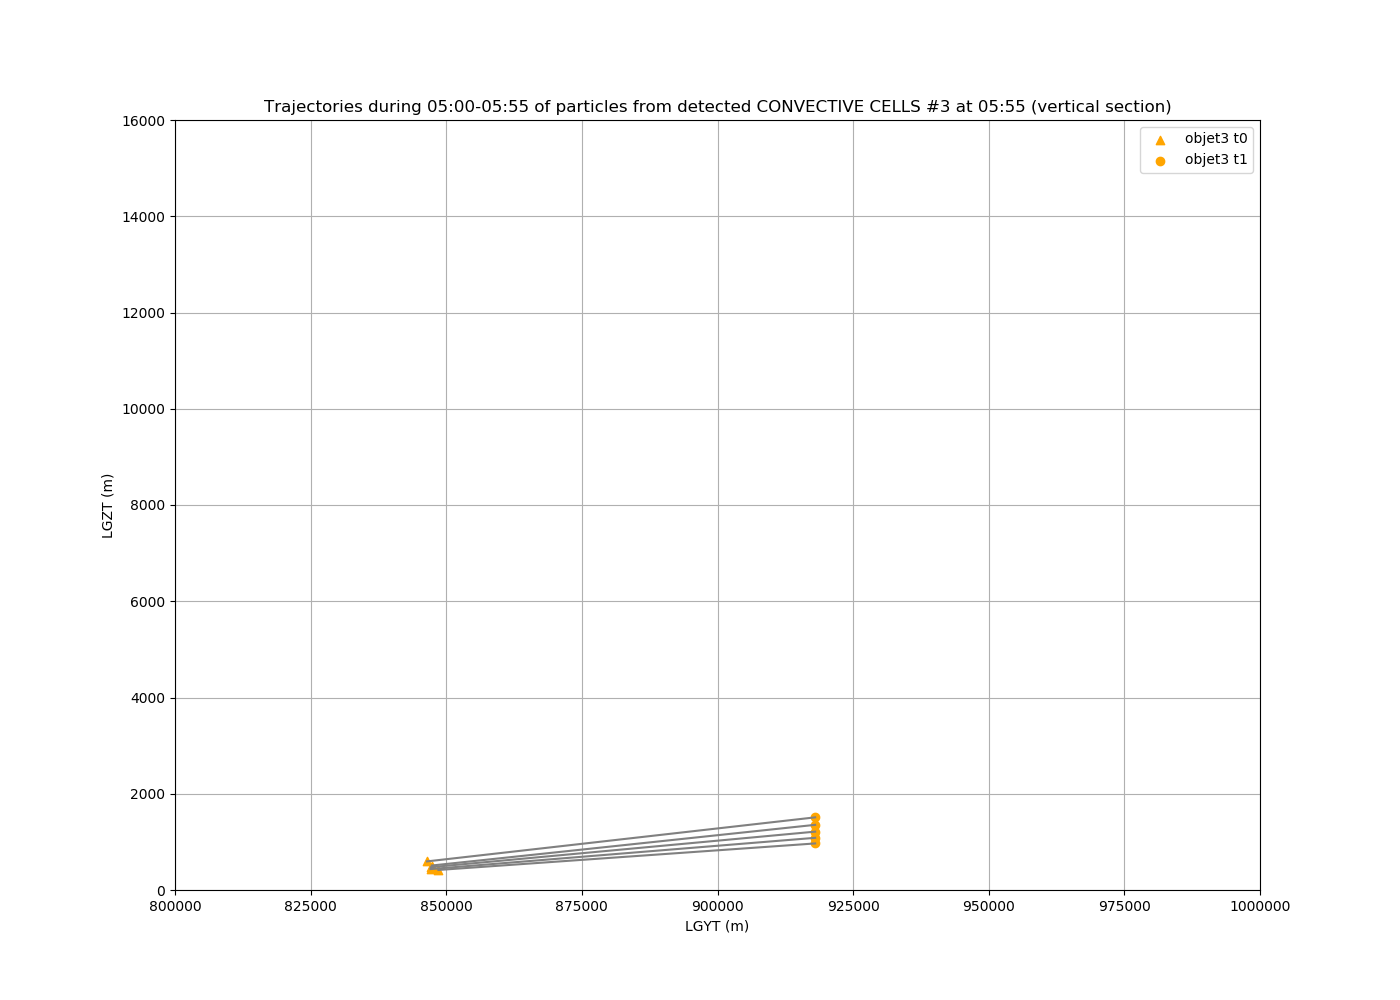 Trajectories during 05:00-05:55 of particles from detected CONVECTIVE CELLS #3 at 05:55 (vertical section)
16000
14000
12000
10000
8000
6000
4000
2000
0
LGZT (m)
objet3 t0
objet3 t1
800000 825000 850000 875000 900000 925000 950000 975000 1000000
LGYT (m)